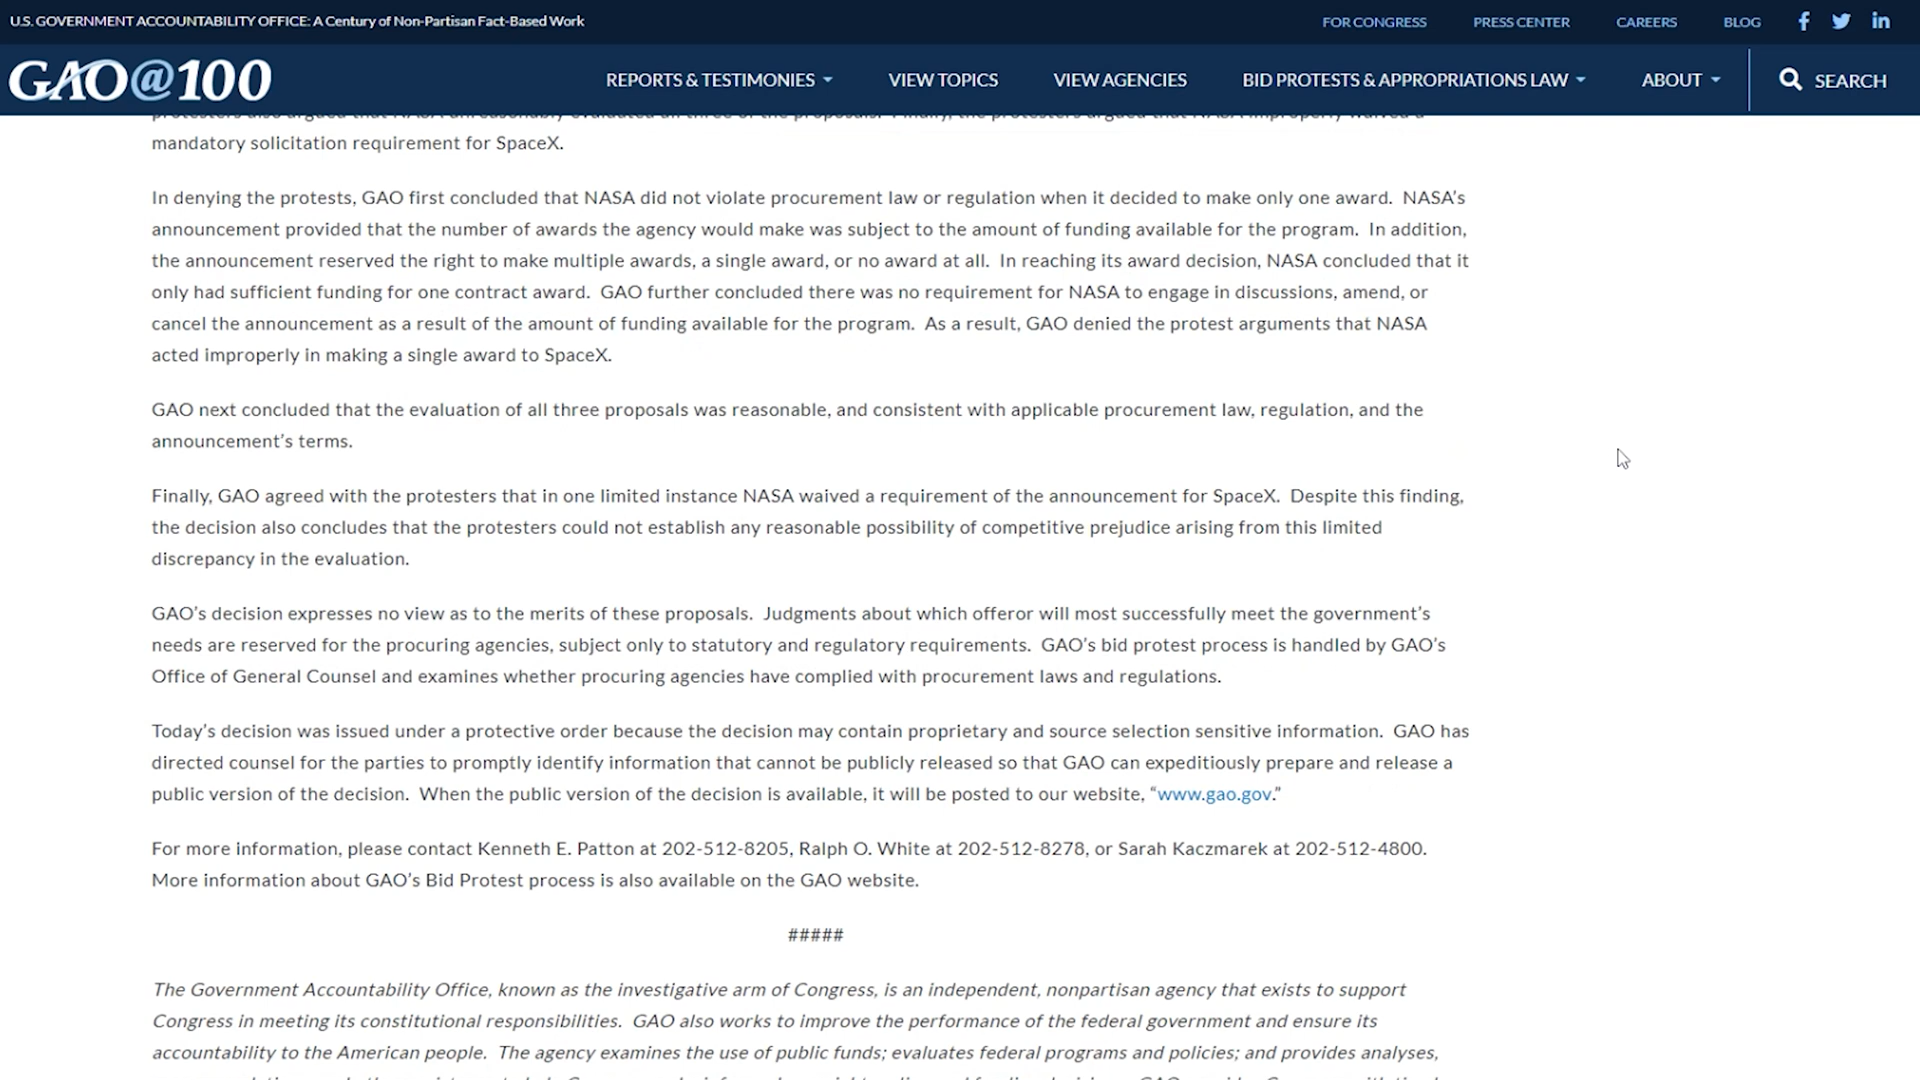 U.S. GOVERNMENT ACCOUNTABILITY OFFICE: A Century of Non-Partisan Fact-Based Work
FOR CONGRESS PRESS CENTER CAREERS BLOG
GAO@100
REPORTS & TESTIMONIES VIEW TOPICS VIEW AGENCIES BID PROTESTS & APPROPRIATIONS LAW ABOUT SEARCH
protesters also argued that NASA unreasonably evaluated all three of the proposals. Finally, the protesters argued that NASA improperly waived a
mandatory solicitation requirement for SpaceX.
In denying the protests, GAO first concluded that NASA did not violate procurement law or regulation when it decided to make only one award. NASA’s
announcement provided that the number of awards the agency would make was subject to the amount of funding available for the program. In addition,
the announcement reserved the right to make multiple awards, a single award, or no award at all. In reaching its award decision, NASA concluded that it
only had sufficient funding for one contract award. GAO further concluded there was no requirement for NASA to engage in discussions, amend, or
cancel the announcement as a result of the amount of funding available for the program. As a result, GAO denied the protest arguments that NASA
acted improperly in making a single award to SpaceX.
GAO next concluded that the evaluation of all three proposals was reasonable, and consistent with applicable procurement law, regulation, and the
announcement’s terms.
Finally, GAO agreed with the protesters that in one limited instance NASA waived a requirement of the announcement for SpaceX. Despite this finding,
the decision also concludes that the protesters could not establish any reasonable possibility of competitive prejudice arising from this limited
discrepancy in the evaluation.
GAO’s decision expresses no view as to the merits of these proposals. Judgments about which offeror will most successfully meet the government’s
needs are reserved for the procuring agencies, subject only to statutory and regulatory requirements. GAO’s bid protest process is handled by GAO’s
Office of General Counsel and examines whether procuring agencies have complied with procurement laws and regulations.
Today’s decision was issued under a protective order because the decision may contain proprietary and source selection sensitive information. GAO has
directed counsel for the parties to promptly identify information that cannot be publicly released so that GAO can expeditiously prepare and release a
public version of the decision. When the public version of the decision is available, it will be posted to our website, “www.gao.gov.”
For more information, please contact Kenneth E. Patton at 202-512-8205, Ralph O. White at 202-512-8278, or Sarah Kaczmarek at 202-512-4800.
More information about GAO’s Bid Protest process is also available on the GAO website.
#####
The Government Accountability Office, known as the investigative arm of Congress, is an independent, nonpartisan agency that exists to support
Congress in meeting its constitutional responsibilities. GAO also works to improve the performance of the federal government and ensure its
accountability to the American people. The agency examines the use of public funds; evaluates federal programs and policies; and provides analyses,